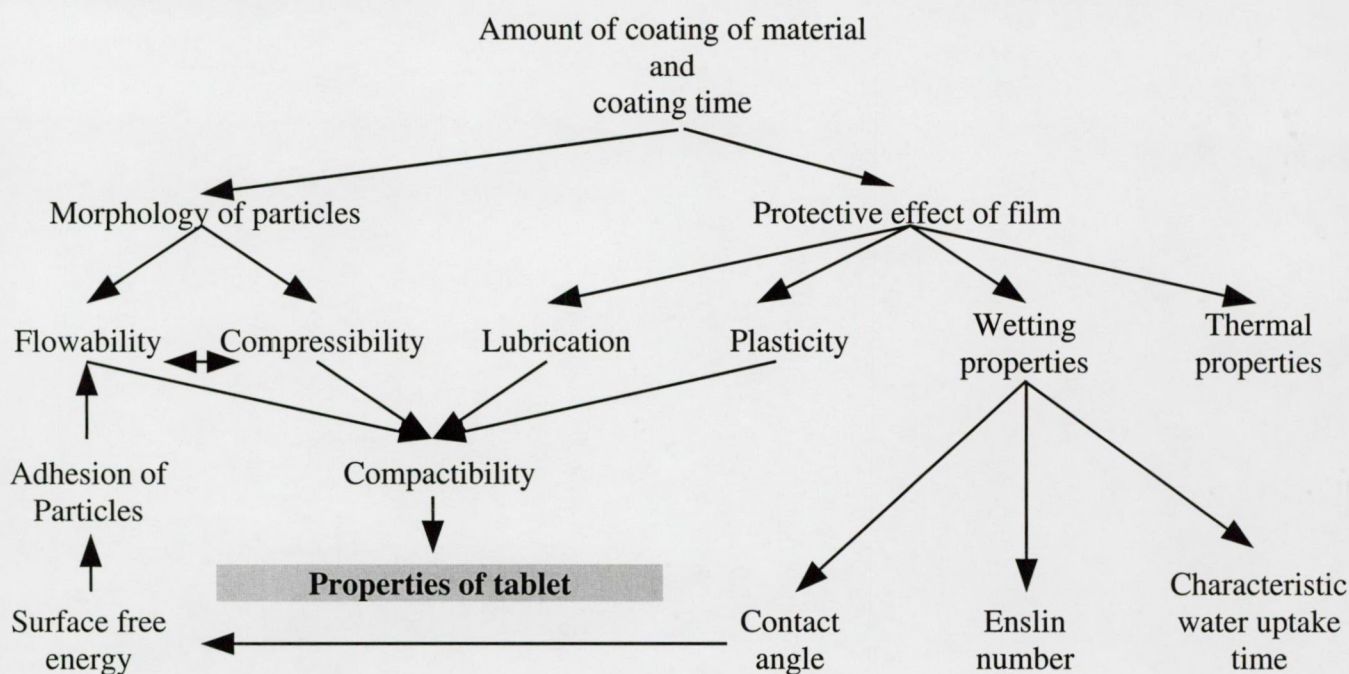 Amount of coating of material
and
coating time
Morphology of particles
Protective effect of film
Flowability
Compressibility
Lubrication
Plasticity
Wetting
properties
Thermal
properties
Adhesion of
Particles
Compactibility
Properties of tablet
Surface free
energy
Contact
angle
Enslin
number
Characteristic
water uptake
time